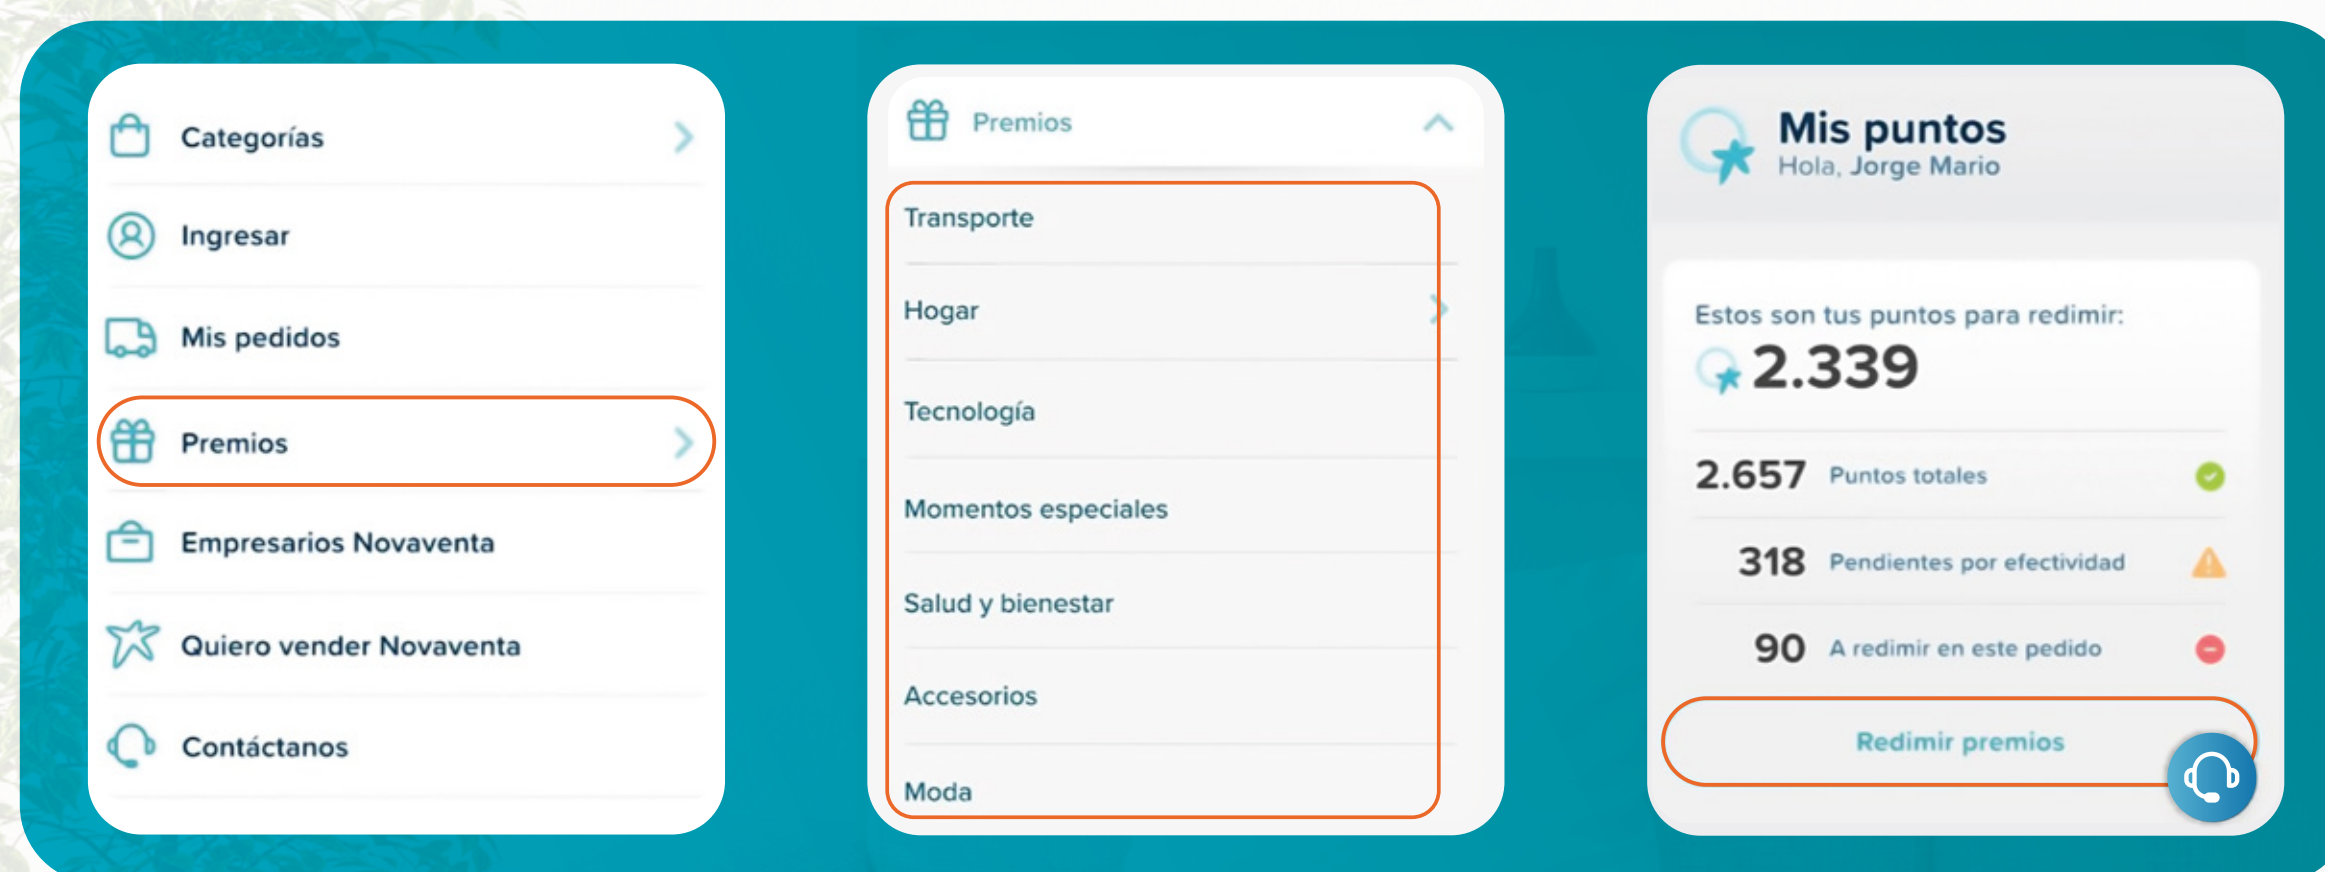 Categorías
Ingresar
Mis pedidos
Premios
Empresarios Novaventa
Quiero vender Novaventa
Contáctanos
Premios
Transporte
Hogar
Tecnología
Momentos especiales
Salud y bienestar
Accesorios
Moda
Mis puntos
Hola, Jorge Mario
Estos son tus puntos para redimir:
2.339
2.657 Puntos totales
318 Pendientes por efectividad
90 A redimir en este pedido
Redimir premios